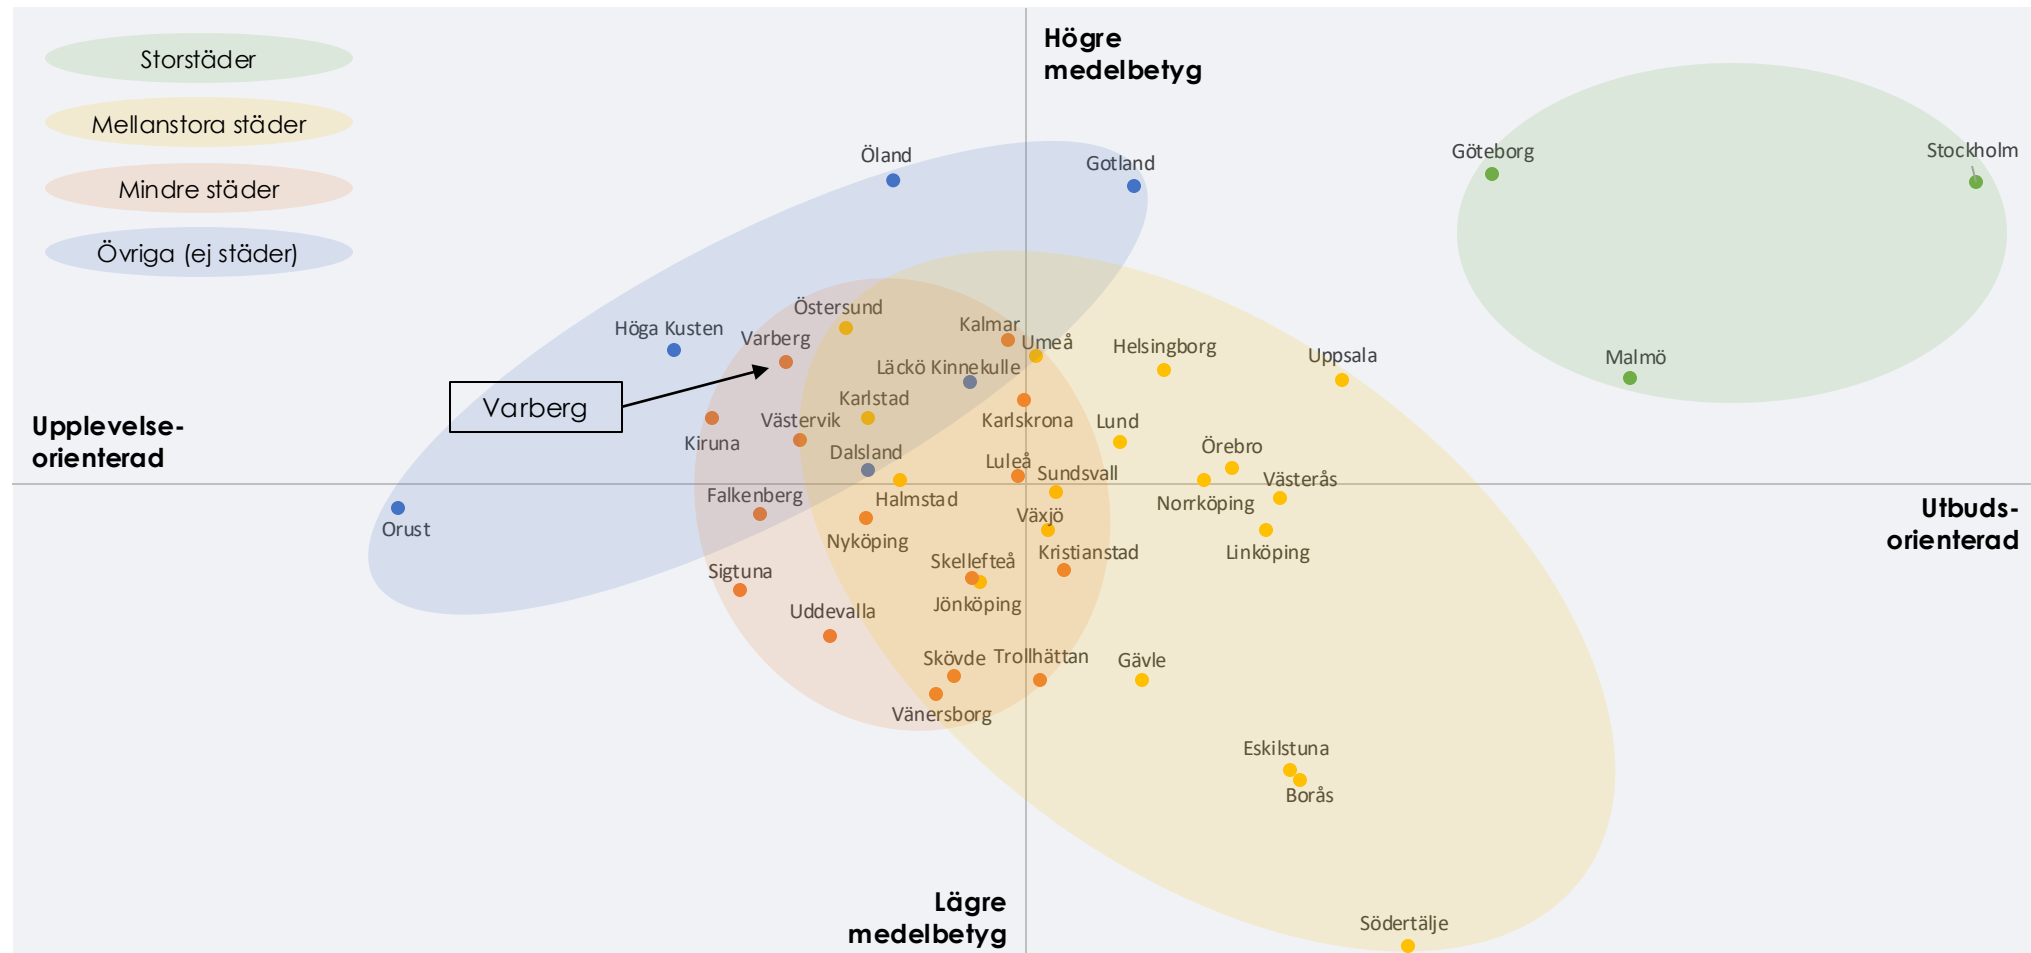 Storstäder
Mellanstora städer
Mindre städer
Övriga (ej städer)
Högre
medelbetyg
Öland
Gotland
Göteborg
Stockholm
Östersund
Höga Kusten
Varberg
Kalmar
Umeå
Helsingborg
Uppsala
Malmö
Läckö Kinnekulle
Varberg
Karlstad
Västervik
Karlskrona
Lund
Upplevelse-
orienterad
Kiruna
Dalsland
Luleå
Sundsvall
Örebro
Västerås
Falkenberg
Halmstad
Norrköping
Orust
Växjö
Utbuds-
orienterad
Nyköping
Kristianstad
Linköping
Sigtuna
Skellefteå
Jönköping
Uddevalla
Skövde
Trollhättan
Gävle
Vänersborg
Eskilstuna
Borås
Lägre
medelbetyg
Södertälje